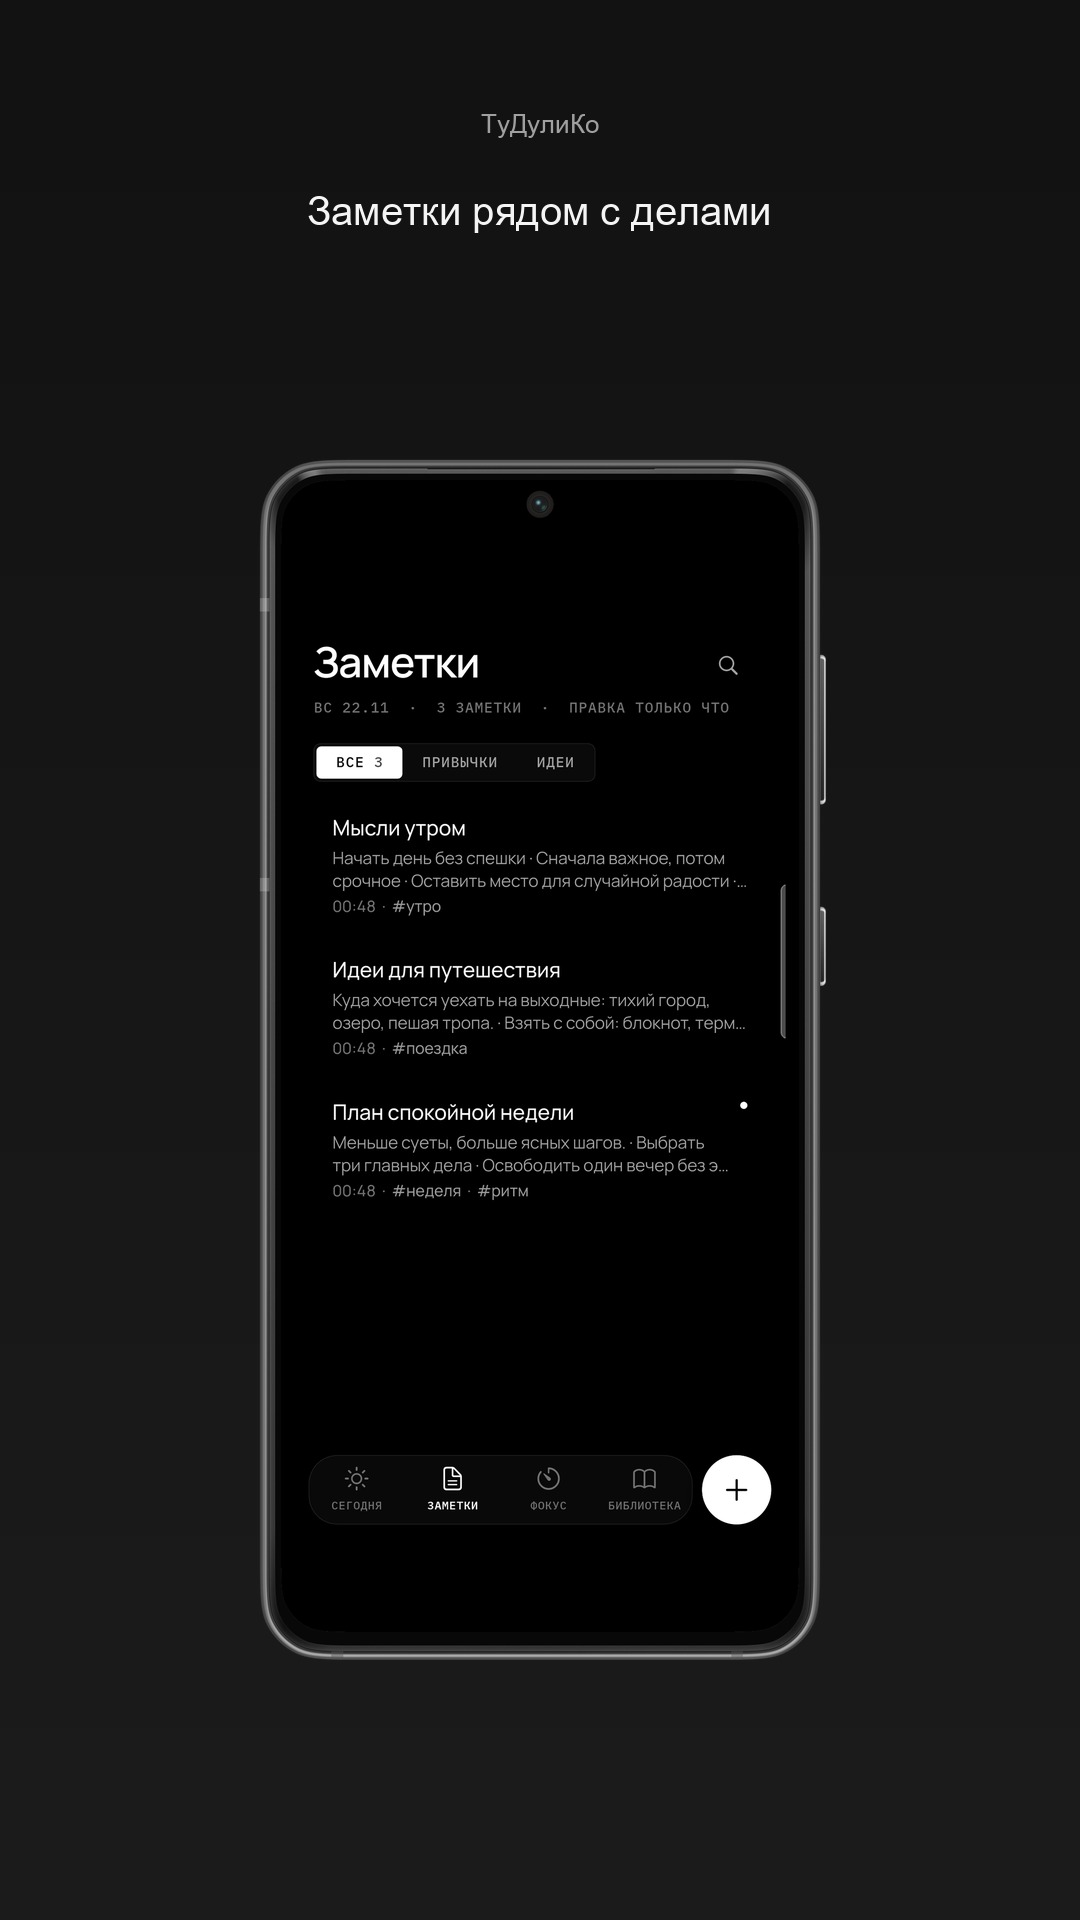 ТуДулиКо
Заметки рядом с делами
Заметки
ВС 22.11 · 3 ЗАМЕТКИ · ПРАВКА ТОЛЬКО ЧТО
ВСЕ 3 ПРИВЫЧКИ ИДЕИ
Мысли утром
Начать день без спешки · Сначала важное, потом
срочное · Оставить место для случайной радости ·…
00:48 · #утро
Идеи для путешествия
Куда хочется уехать на выходные: тихий город,
озеро, пешая тропа. · Взять с собой: блокнот, терм…
00:48 · #поездка
План спокойной недели
Меньше суеты, больше ясных шагов. · Выбрать
три главных дела · Освободить один вечер без э…
00:48 · #неделя · #ритм
СЕГОДНЯ ЗАМЕТКИ ФОКУС БИБЛИОТЕКА